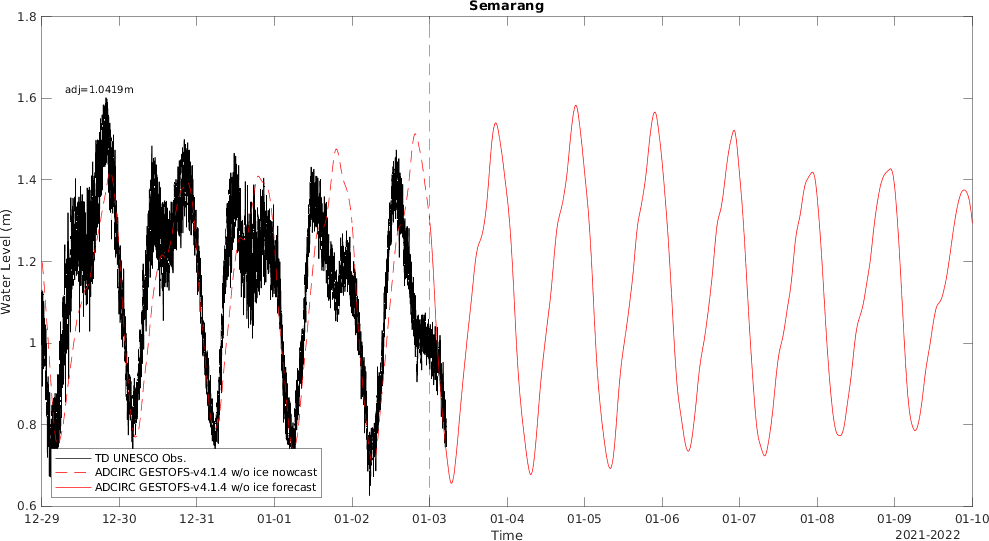 Semarang
1.8
adj=1.0419m
1.6
1.4
1.2
1
0.8
0.6
Water Level (m)
TD UNESCO Obs.
ADCIRC GESTOFS-v4.1.4 w/o ice nowcast
ADCIRC GESTOFS-v4.1.4 w/o ice forecast
12-29 12-30 12-31 01-01 01-02 01-03 01-04 01-05 01-06 01-07 01-08 01-09 01-10
Time
2021-2022